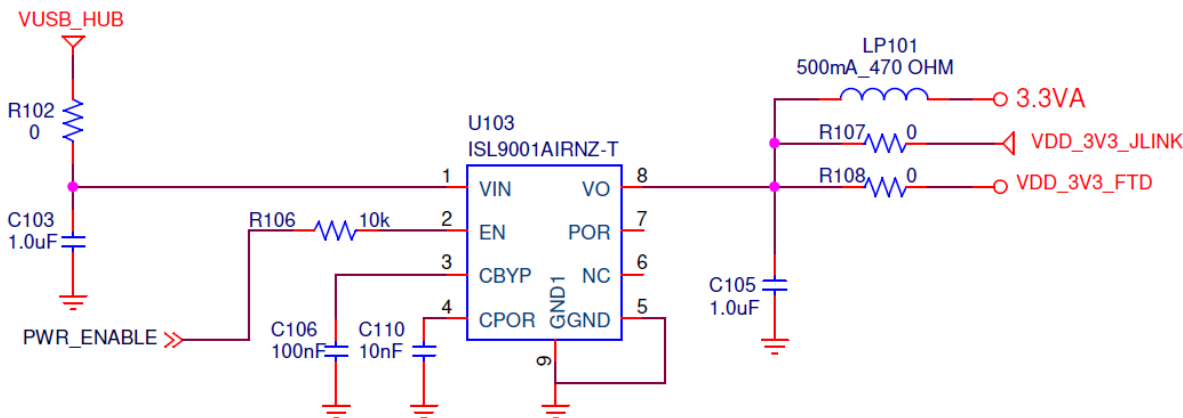 VUSB_HUB
R102
0
C103
1.0uF
PWR_ENABLE
R106
10k
C106
100nF
C110
10nF
U103
ISL9001AIRNZ-T
1
VIN
2
EN
3
CBYP
4
CPOR
VO
8
POR
7
NC
6
GGND
5
GND1
9
LP101
500mA_470 OHM
3.3VA
R107
0
VDD_3V3_JLINK
R108
0
VDD_3V3_FTD
C105
1.0uF